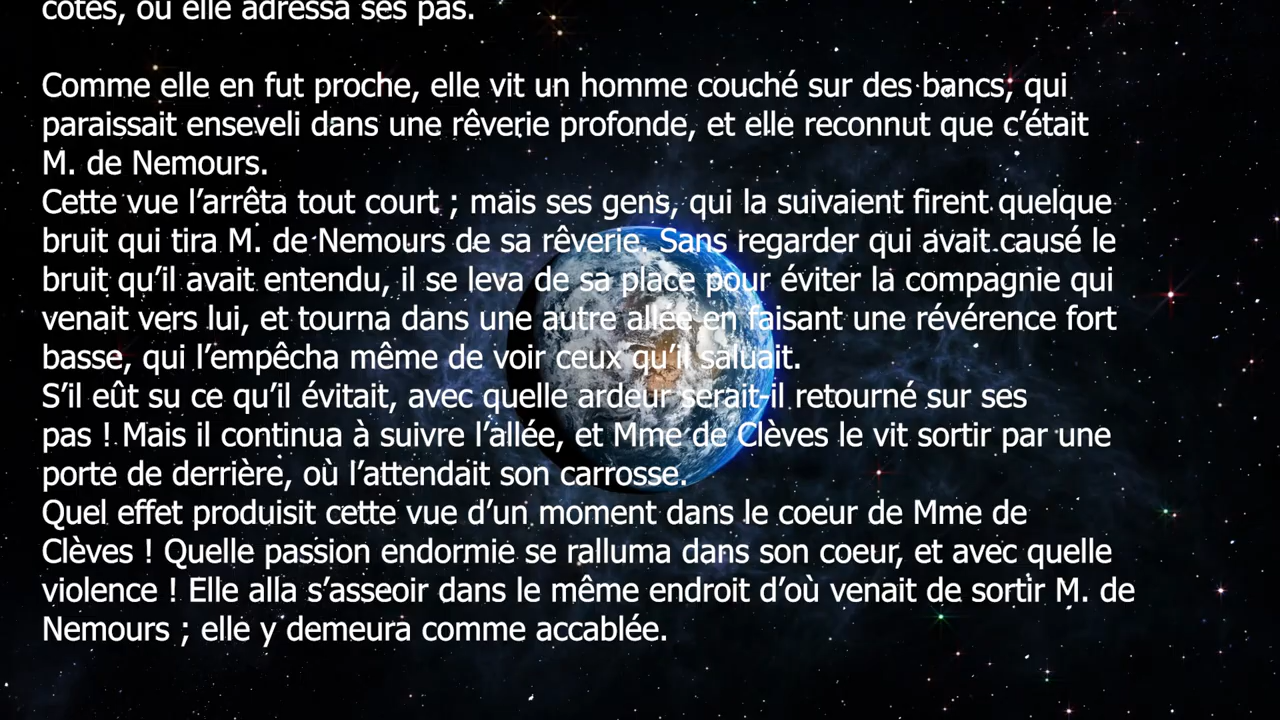 côtés, où elle adressa ses pas.
Comme elle en fut proche, elle vit un homme couché sur des bancs, qui
paraissait enseveli dans une rêverie profonde, et elle reconnut que c’était
M. de Nemours.
Cette vue l’arrêta tout court ; mais ses gens, qui la suivaient firent quelque
bruit qui tira M. de Nemours de sa rêverie. Sans regarder qui avait causé le
bruit qu’il avait entendu, il se leva de sa place pour éviter la compagnie qui
venait vers lui, et tourna dans une autre allée en faisant une révérence fort
basse, qui l’empêcha même de voir ceux qu’il saluait.
S’il eût su ce qu’il évitait, avec quelle ardeur serait-il retourné sur ses
pas ! Mais il continua à suivre l’allée, et Mme de Clèves le vit sortir par une
porte de derrière, où l’attendait son carrosse.
Quel effet produisit cette vue d’un moment dans le coeur de Mme de
Clèves ! Quelle passion endormie se ralluma dans son coeur, et avec quelle
violence ! Elle alla s’asseoir dans le même endroit d’où venait de sortir M. de
Nemours ; elle y demeura comme accablée.